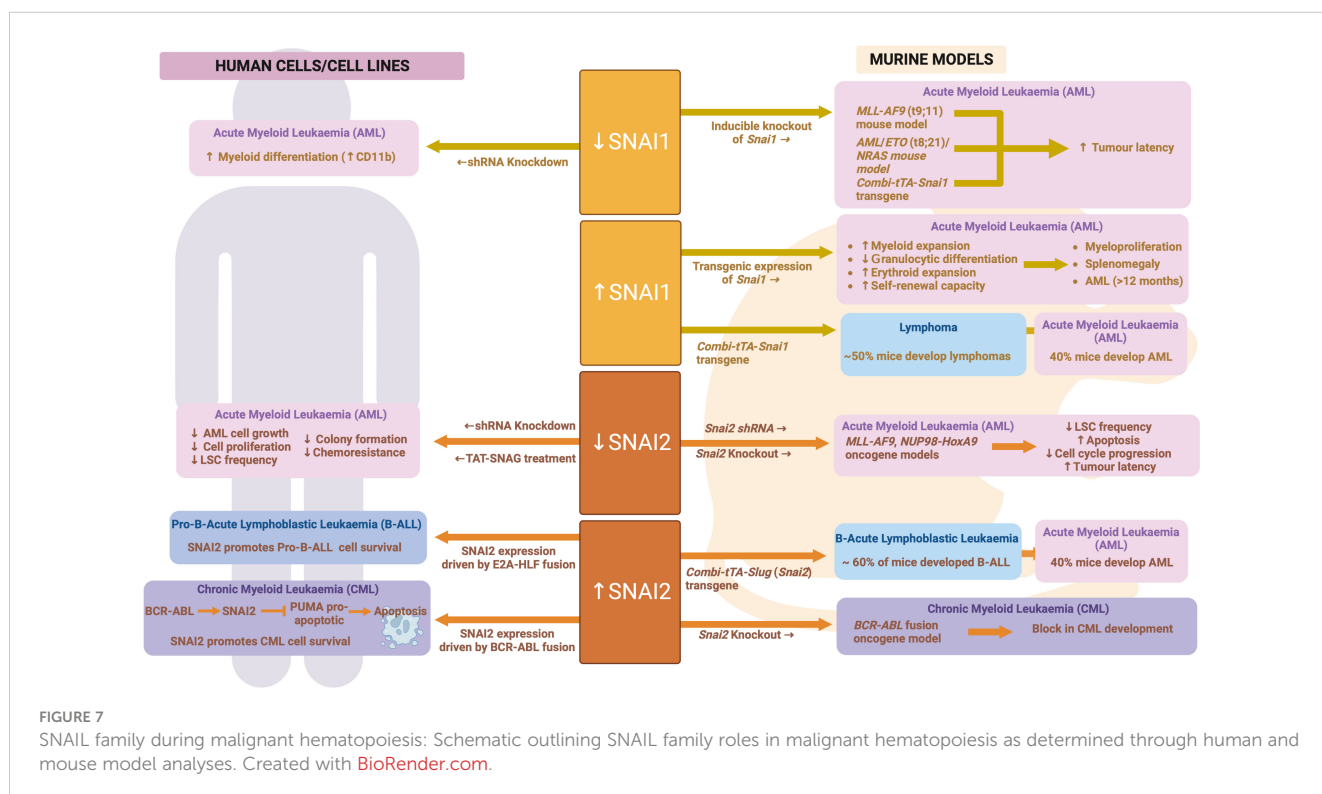 HUMAN CELLS/CELL LINES
MURINE MODELS
Acute Myeloid Leukaemia (AML)
↑ Myeloid differentiation (↑CD11b)
←shRNA Knockdown
↓SNAI1
Inducible knockout
of Snai1 →
Acute Myeloid Leukaemia (AML)
MLL-AF9 (t9;11)
mouse model
AML/ETO (t8;21)/
NRAS mouse
model
Combi-tTA-Snai1
transgene
↑ Tumour latency
↑SNAI1
Transgenic expression
of Snai1 →
Acute Myeloid Leukaemia (AML)
• ↑Myeloid expansion
• ↓Granulocytic differentiation
• ↑Erythroid expansion
• ↑Self-renewal capacity
• Myeloproliferation
• Splenomegaly
• AML (>12 months)
Combi-tTA-Snai1
transgene
Lymphoma
~50% mice develop lymphomas
Acute Myeloid Leukaemia
(AML)
40% mice develop AML
Acute Myeloid Leukaemia (AML)
↓ AML cell growth
↓ Cell proliferation
↓LSC frequency
↓ Colony formation
↓Chemoresistance
←shRNA Knockdown
←TAT-SNAG treatment
↓SNAI2
Snai2 shRNA →
Snai2 Knockout →
Acute Myeloid Leukaemia (AML)
MLL-AF9, NUP98-HoxA9
oncogene models
↓LSC frequency
↑ Apoptosis
↓Cell cycle progression
↑Tumour latency
Pro-B-Acute Lymphoblastic Leukaemia (B-ALL)
SNAI2 promotes Pro-B-ALL cell survival
SNAI2 expression
driven by E2A-HLF fusion
↑SNAI2
Combi-tTA-Slug (Snai2)
transgene
B-Acute Lymphoblastic Leukaemia
~ 60% of mice developed B-ALL
Acute Myeloid Leukaemia
(AML)
40% mice develop AML
Chronic Myeloid Leukaemia (CML)
BCR-ABL
SNAI2
PUMA pro-
apoptotic
Apoptosis
SNAI2 promotes CML cell survival
SNAI2 expression
driven by BCR-ABL fusion
Snai2 Knockout →
Chronic Myeloid Leukaemia (CML)
BCR-ABL fusion
oncogene model
Block in CML development
FIGURE 7
SNAIL family during malignant hematopoiesis: Schematic outlining SNAIL family roles in malignant hematopoiesis as determined through human and
mouse model analyses. Created with BioRender.com.